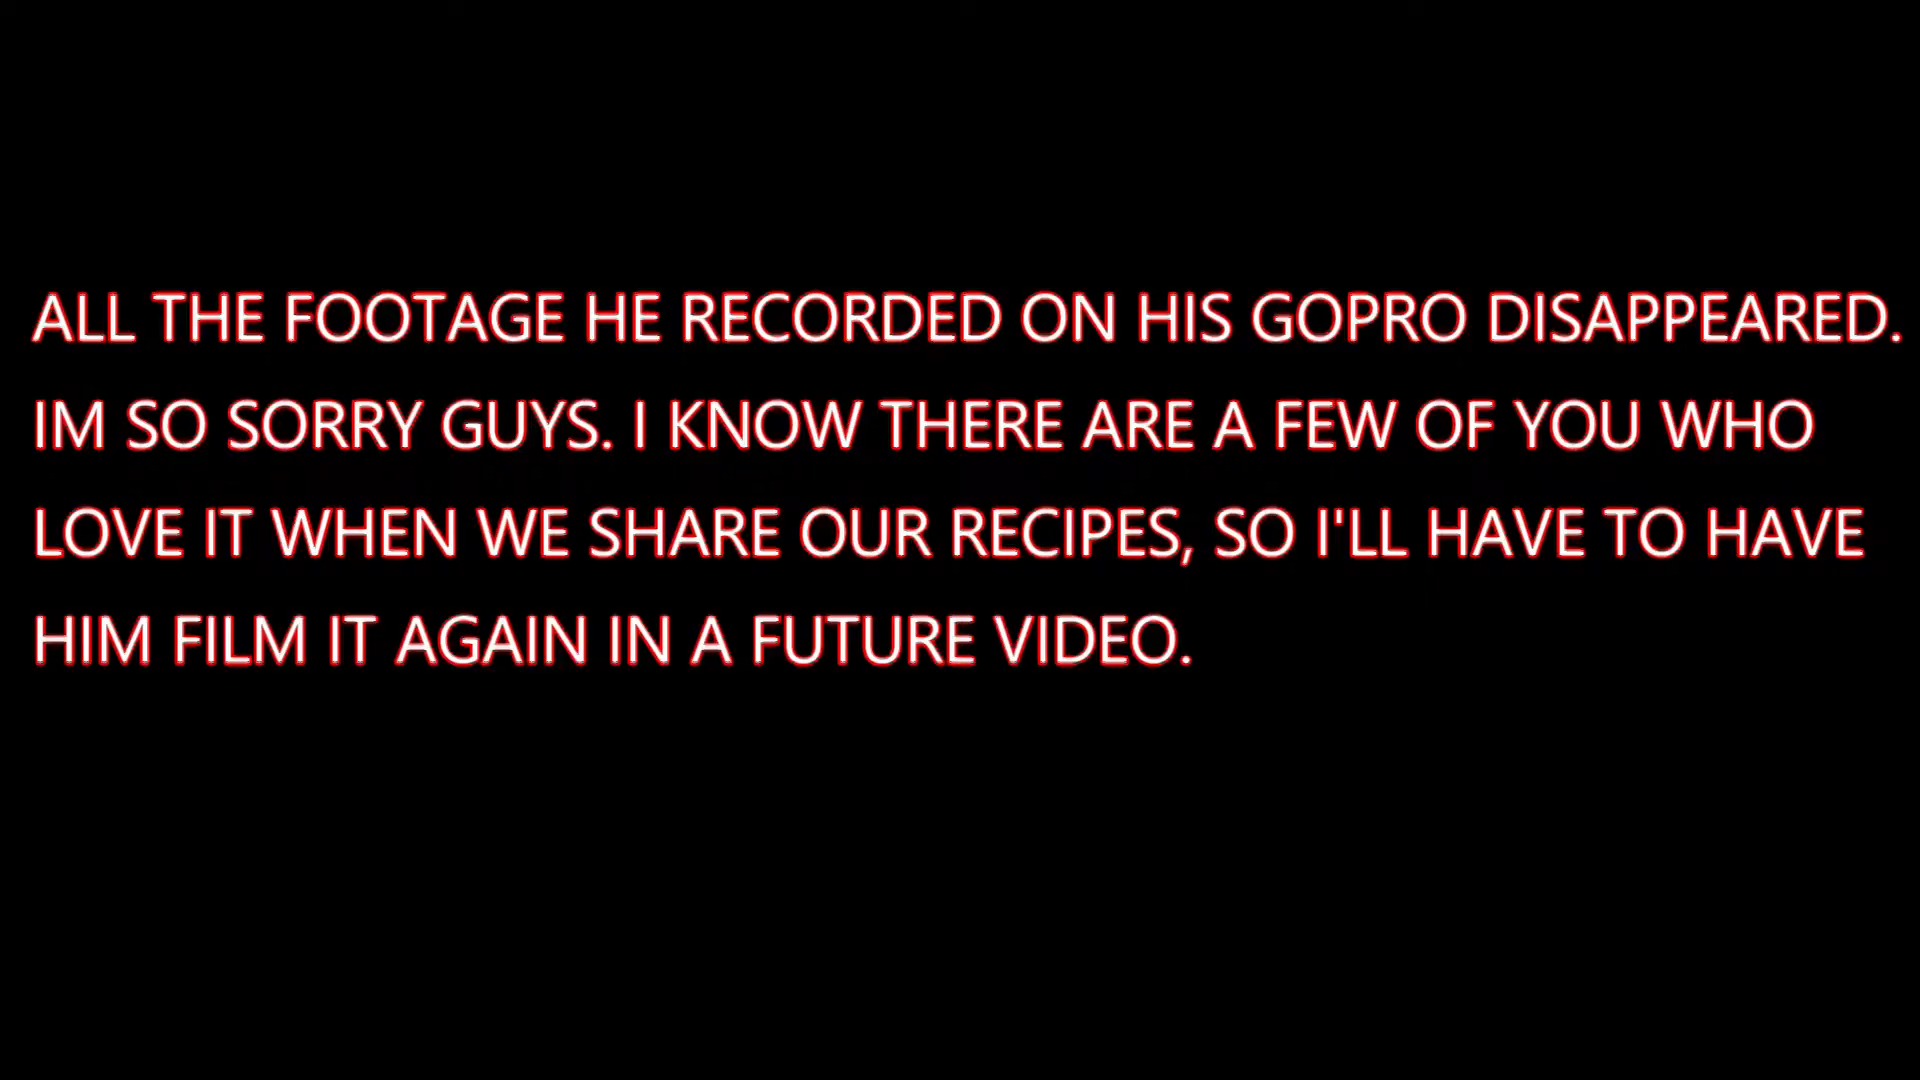 ALL THE FOOTAGE HE RECORDED ON HIS GOPRO DISAPPEARED.
IM SO SORRY GUYS. I KNOW THERE ARE A FEW OF YOU WHO
LOVE IT WHEN WE SHARE OUR RECIPES, SO I'LL HAVE TO HAVE
HIM FILM IT AGAIN IN A FUTURE VIDEO.